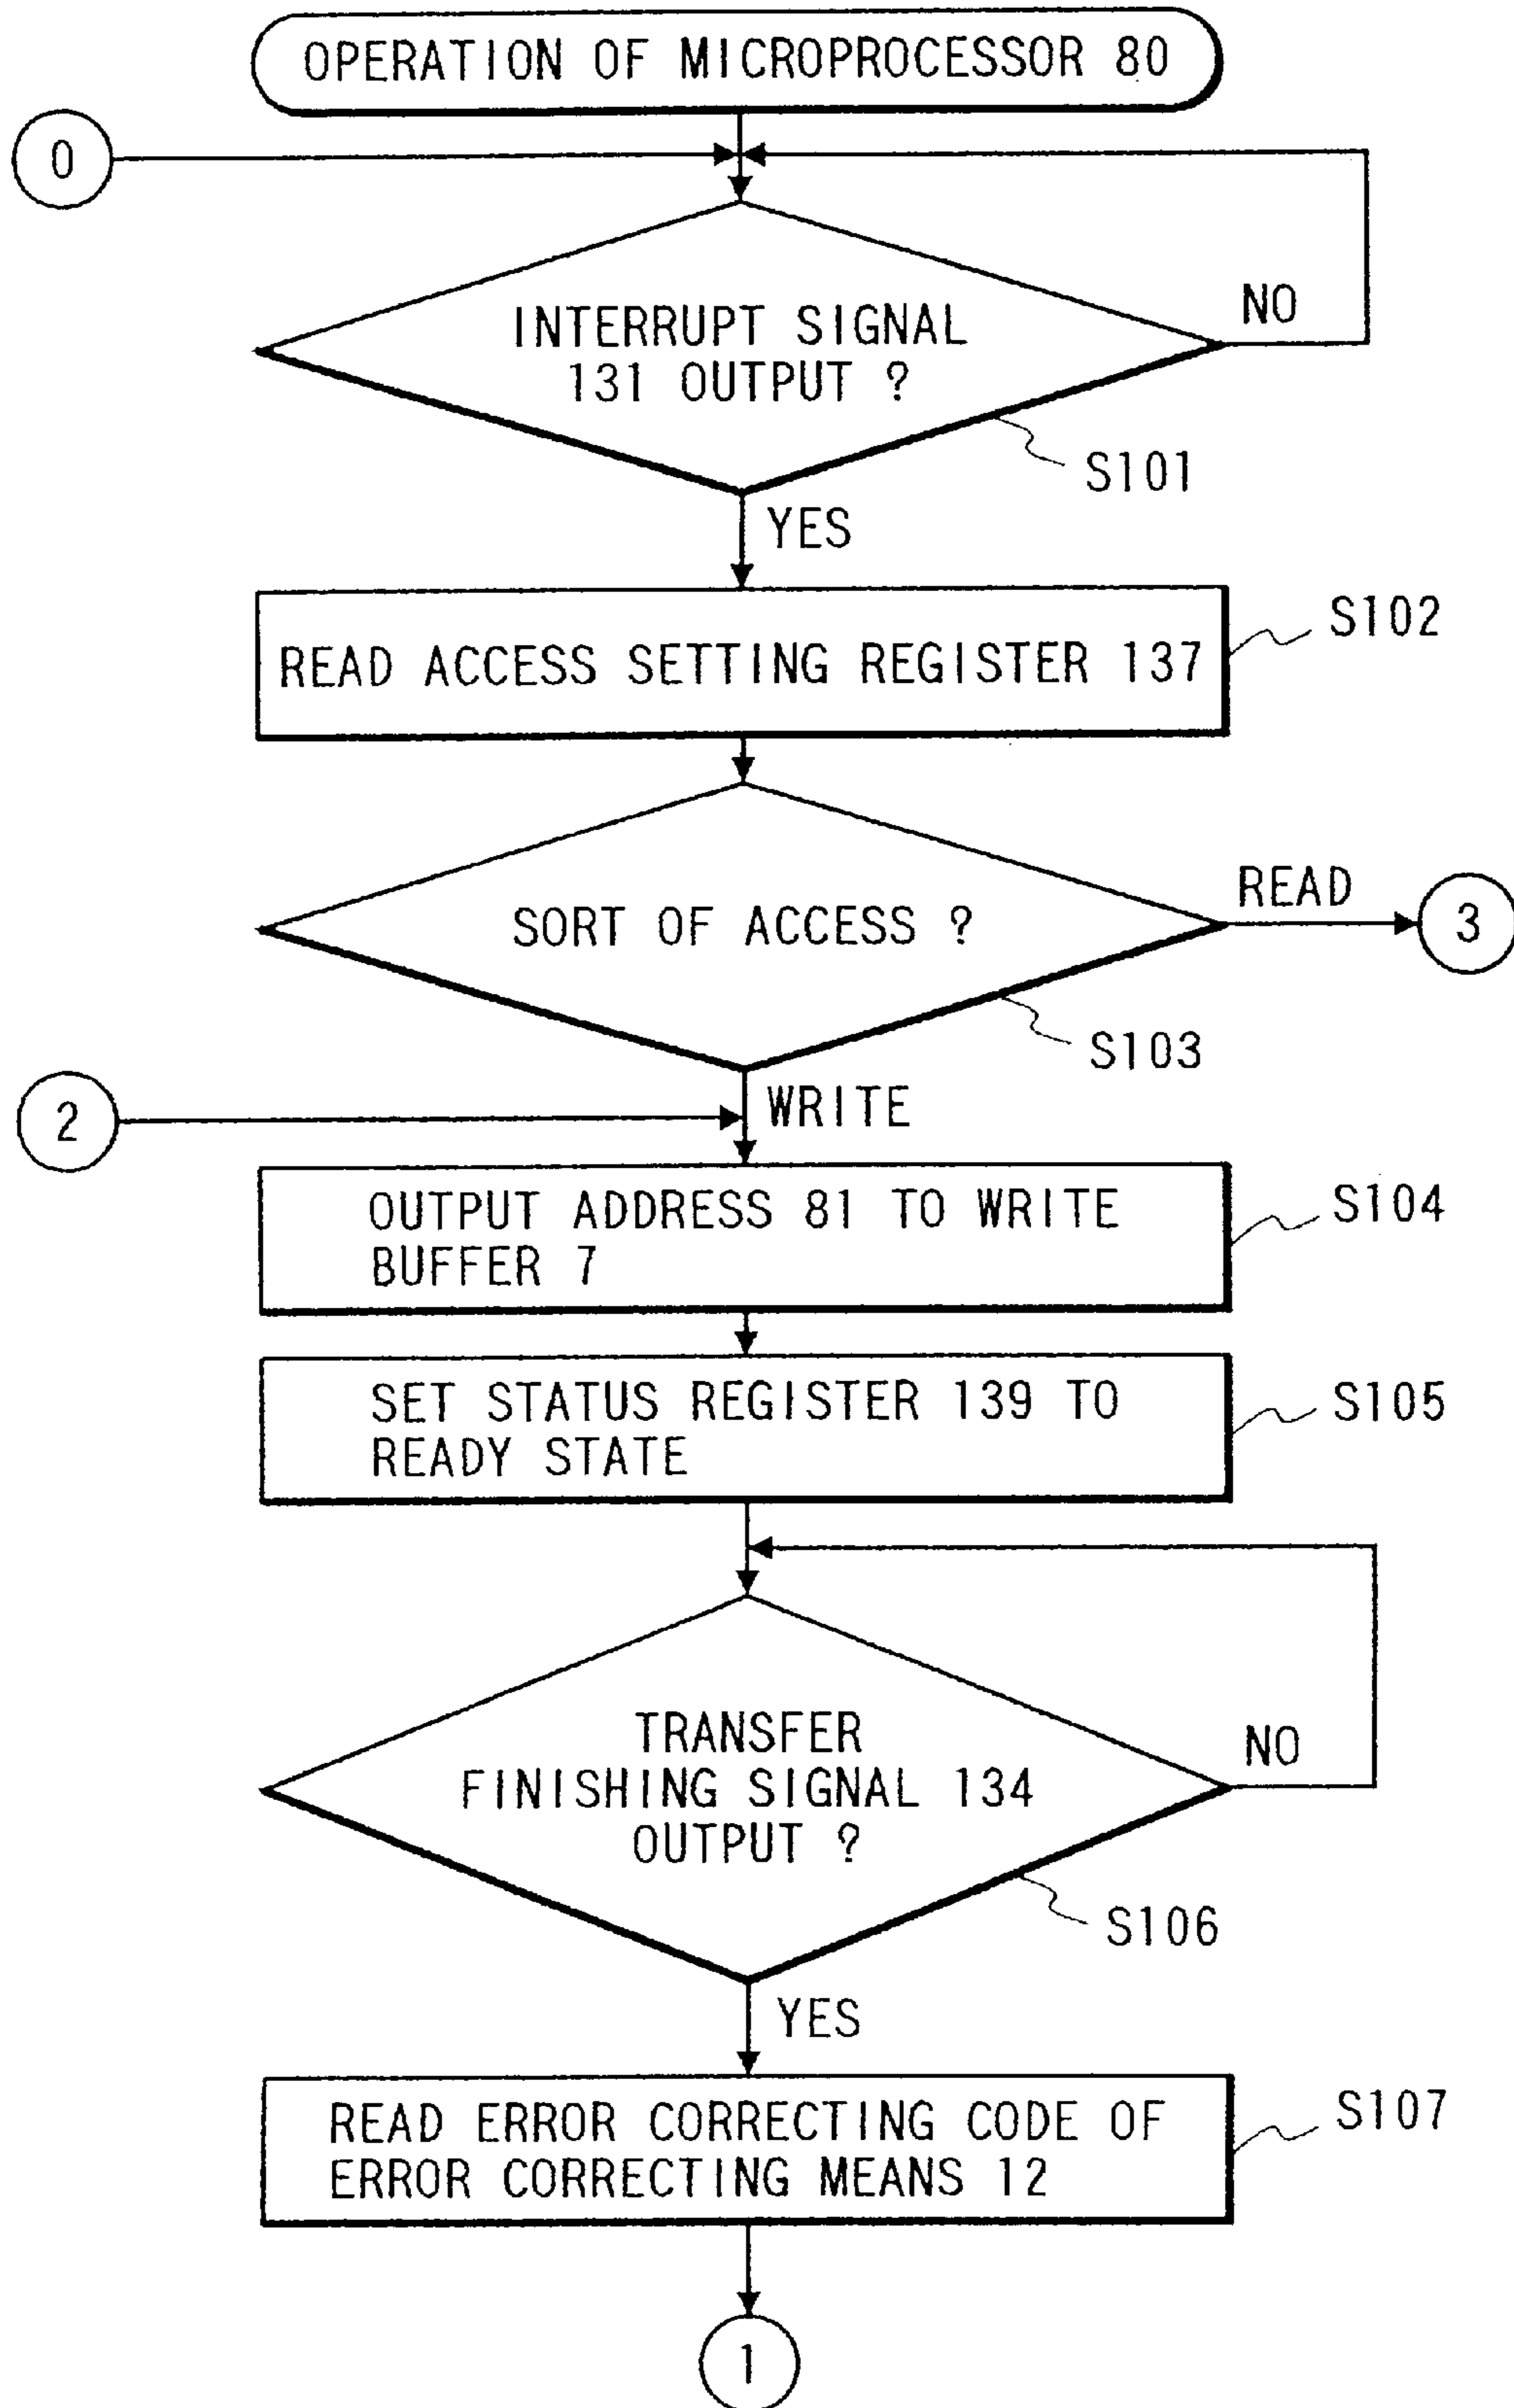 OPERATION OF MICROPROCESSOR 80
0
INTERRUPT SIGNAL
131 OUTPUT ?
NO
S101
YES
S102
READ ACCESS SETTING REGISTER 137
SORT OF ACCESS ?
READ
3
S103
2
WRITE
OUTPUT ADDRESS 81 TO WRITE
BUFFER 7
S104
SET STATUS REGISTER 139 TO
READY STATE
S105
TRANSFER
FINISHING SIGNAL 134
OUTPUT ?
NO
S106
YES
READ ERROR CORRECTING CODE OF
ERROR CORRECTING MEANS 12
S107
1